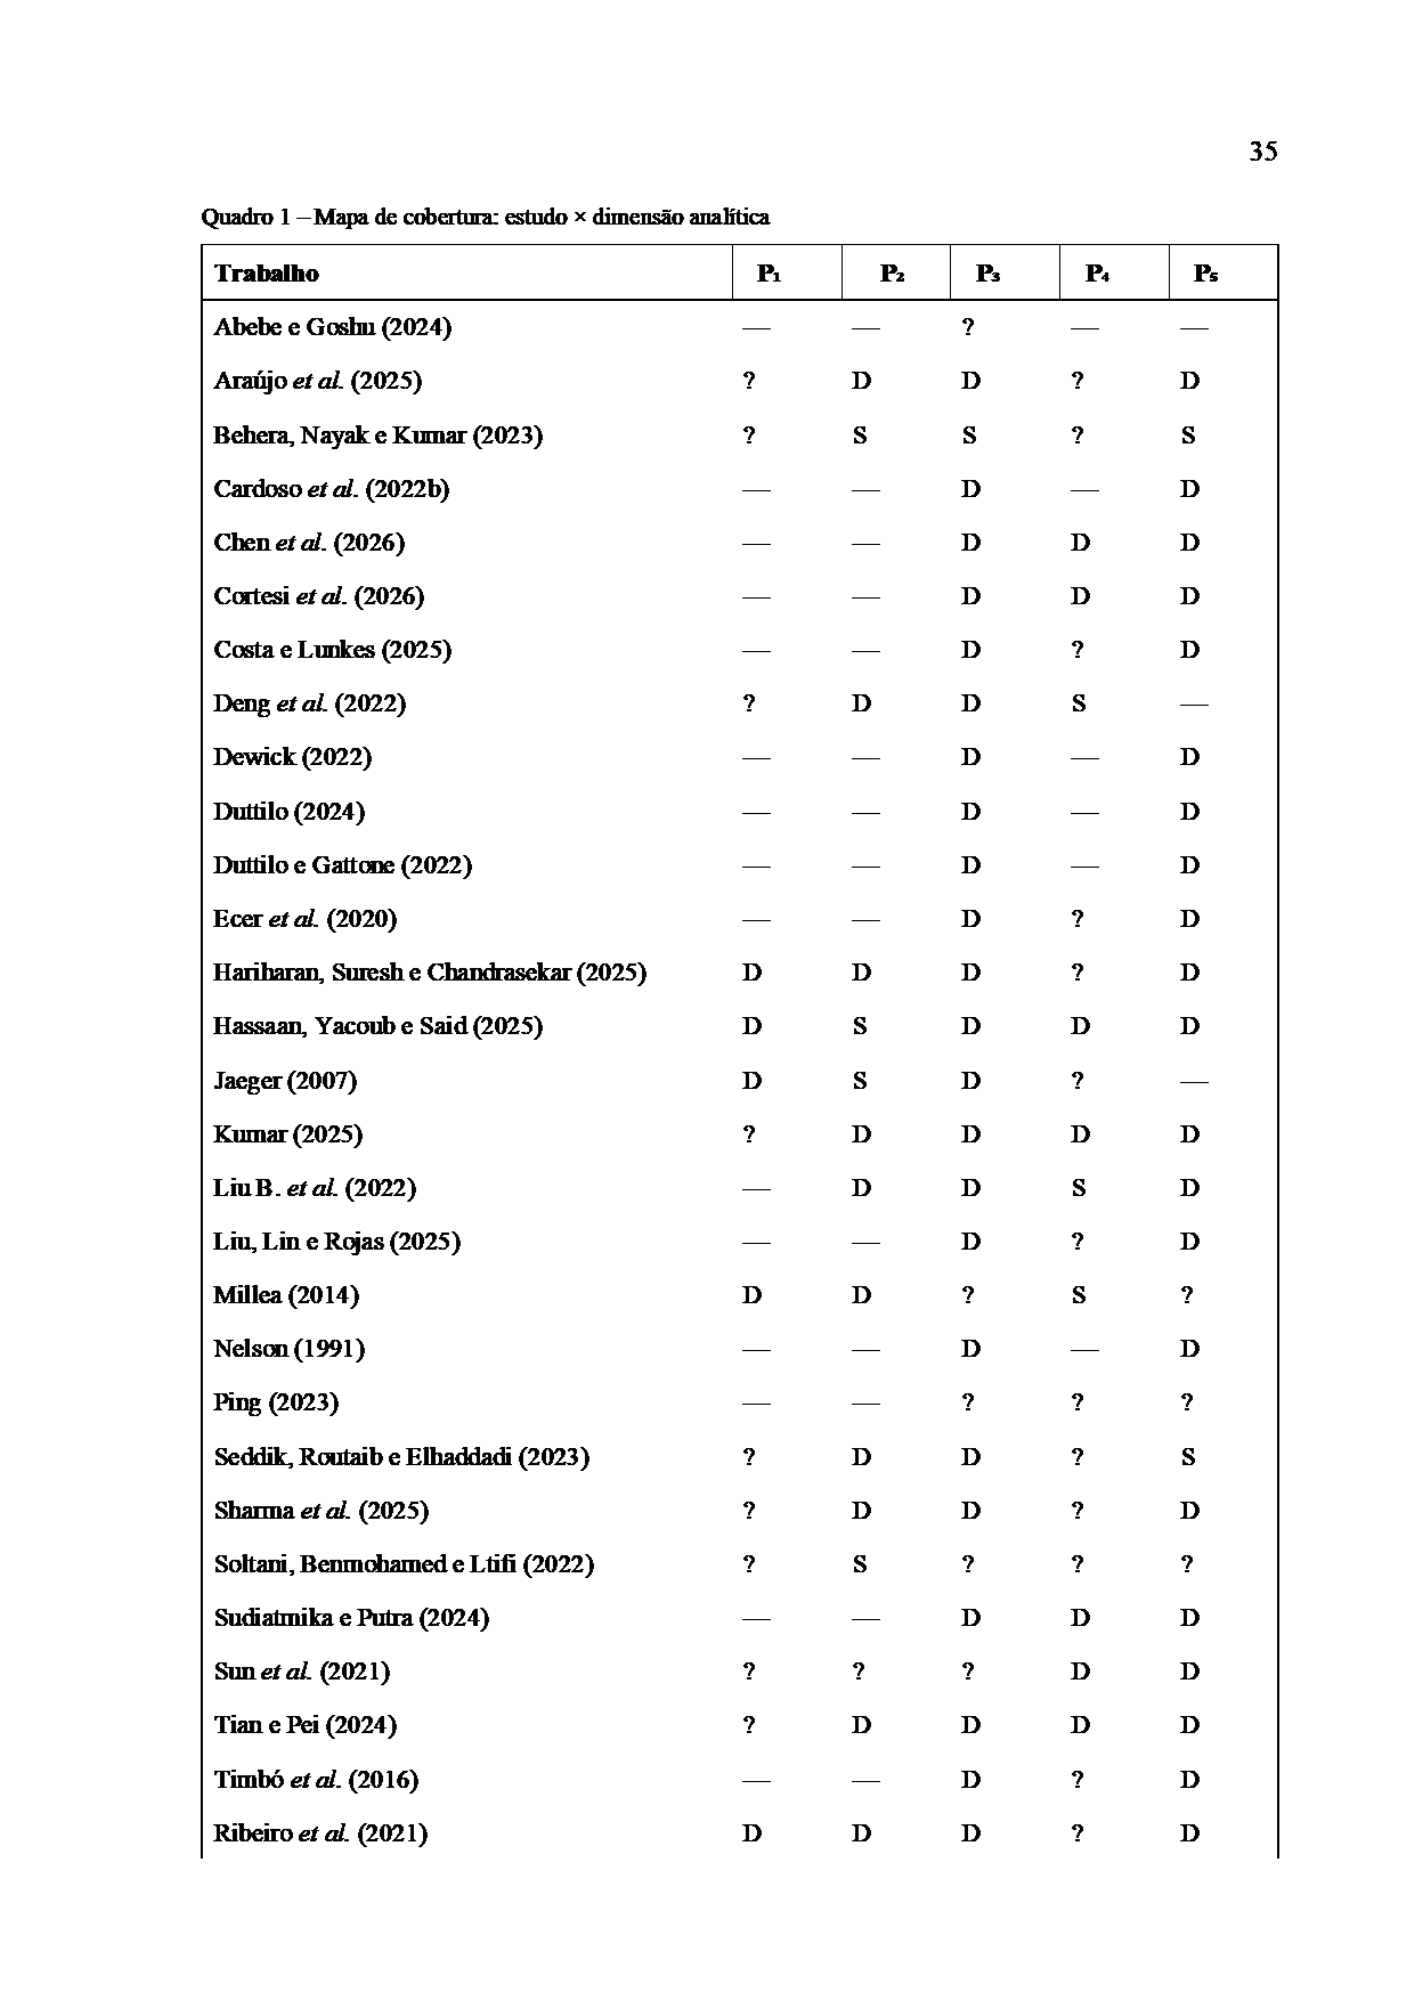 35
Quadro 1 – Mapa de cobertura: estudo × dimensão analítica
Trabalho P₁ P₂ P₃ P₄ P₅
Abebe e Goshu (2024) — — ? — —
Araújo et al. (2025) ? D D ? D
Behera, Nayak e Kumar (2023) ? S S ? S
Cardoso et al. (2022b) — — D — D
Chen et al. (2026) — — D D D
Cortesi et al. (2026) — — D D D
Costa e Lunkes (2025) — — D ? D
Deng et al. (2022) ? D D S —
Dewick (2022) — — D — D
Duttilo (2024) — — D — D
Duttilo e Gattone (2022) — — D — D
Ecer et al. (2020) — — D ? D
Hariharan, Suresh e Chandrasekar (2025) D D D ? D
Hassaan, Yacoub e Said (2025) D S D D D
Jaeger (2007) D S D ? —
Kumar (2025) ? D D D D
Liu B. et al. (2022) — D D S D
Liu, Lin e Rojas (2025) — — D ? D
Millea (2014) D D ? S ?
Nelson (1991) — — D — D
Ping (2023) — — ? ? ?
Seddik, Routaib e Elhaddadi (2023) ? D D ? S
Sharma et al. (2025) ? D D ? D
Soltani, Benmohamed e Ltifi (2022) ? S ? ? ?
Sudiatmika e Putra (2024) — — D D D
Sun et al. (2021) ? ? ? D D
Tian e Pei (2024) ? D D D D
Timbó et al. (2016) — — D ? D
Ribeiro et al. (2021) D D D ? D